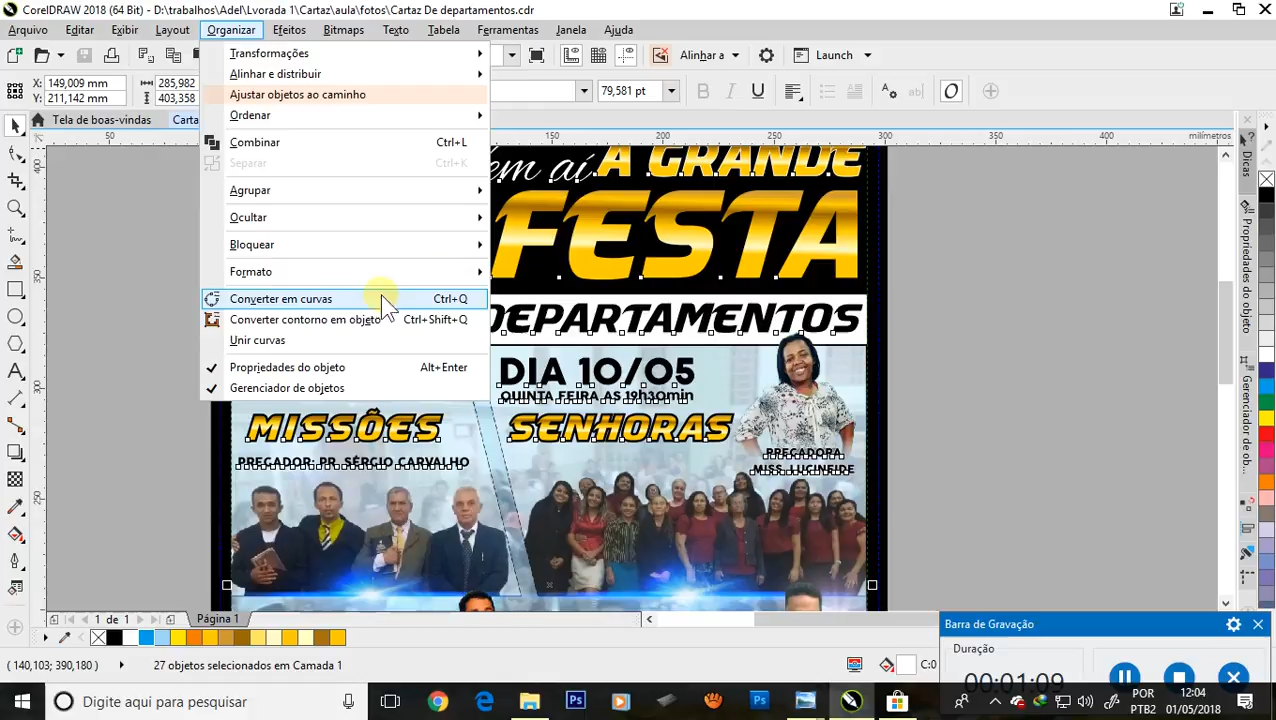 CorelDRAW 2018 (64 Bit) - D:\trabalhos\Adel\Lvorada 1\Cartaz\aula\fotos\Cartaz De departamentos.cdr
Arquivo Editar Exibir Layout Organizar Efeitos Bitmaps Texto Tabela Ferramentas Janela Ajuda
Alinhar a Launch
X: 149,009 mm 285,982
Y: 211,142 mm 403,358
79,581 pt
Tela de boas-vindas Carta
50 150 200 250 300 350 400 milímetros
Transformações
Alinhar e distribuir
Ajustar objetos ao caminho
Ordenar
Combinar Ctrl+L
Separar Ctrl+K
Agrupar
Ocultar
Bloquear
Formato
Converter em curvas Ctrl+Q
Converter contorno em objeto Ctrl+Shift+Q
Unir curvas
Propriedades do objeto Alt+Enter
Gerenciador de objetos
em aí A GRANDE
FESTA
DEPARTAMENTOS
DIA 10/05
QUINTA FEIRA AS 19h30min
MISSÕES SENHORAS
PREGADOR: PR. SÉRGIO CARVALHO
PREGADORA
MISS. LUCINEIDE
Dicas
Propriedades do objeto
Gerenciador de ob...
1 de 1 Página 1
Barra de Gravação
Duração
00:01:09
( 140,103; 390,180 ) 27 objetos selecionados em Camada 1 C:0
Digite aqui para pesquisar
POR
PTB2
12:04
01/05/2018